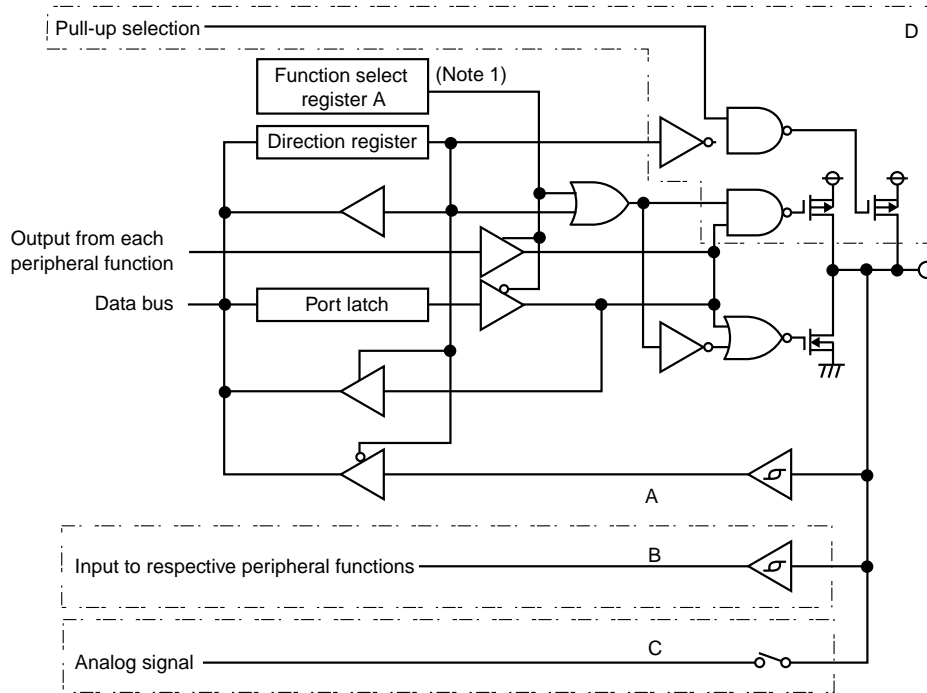 Pull-up selection
D
Function select
register A
(Note 1)
Direction register
Output from each
peripheral function
Data bus
Port latch
A
Input to respective peripheral functions
B
Analog signal
C